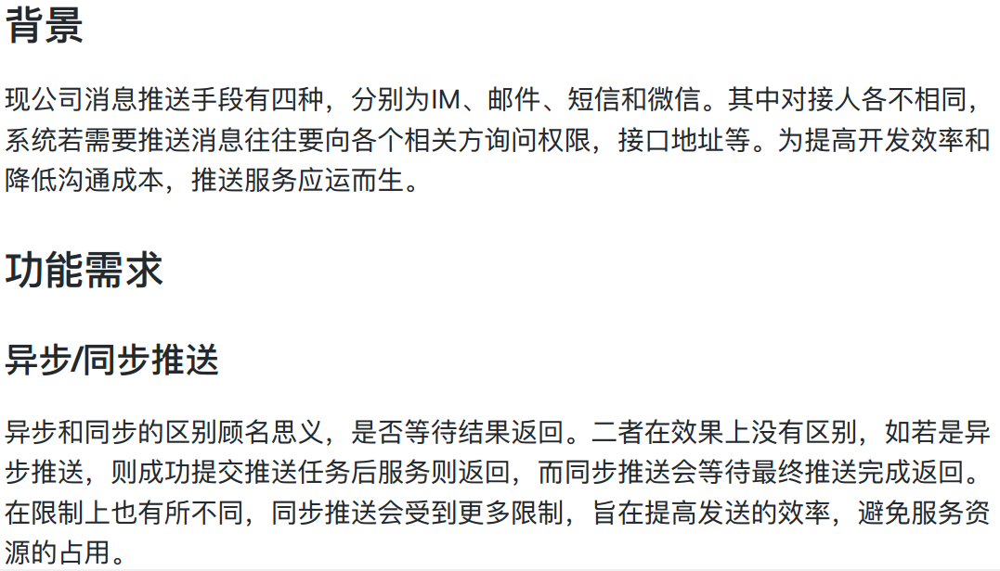 背景
现公司消息推送手段有四种，分别为IM、邮件、短信和微信。其中对接人各不相同，
系统若需要推送消息往往要向各个相关方询问权限，接口地址等。为提高开发效率和
降低沟通成本，推送服务应运而生。
功能需求
异步/同步推送
异步和同步的区别顾名思义，是否等待结果返回。二者在效果上没有区别，如若是异
步推送，则成功提交推送任务后服务则返回，而同步推送会等待最终推送完成返回。
在限制上也有所不同，同步推送会受到更多限制，旨在提高发送的效率，避免服务资
源的占用。